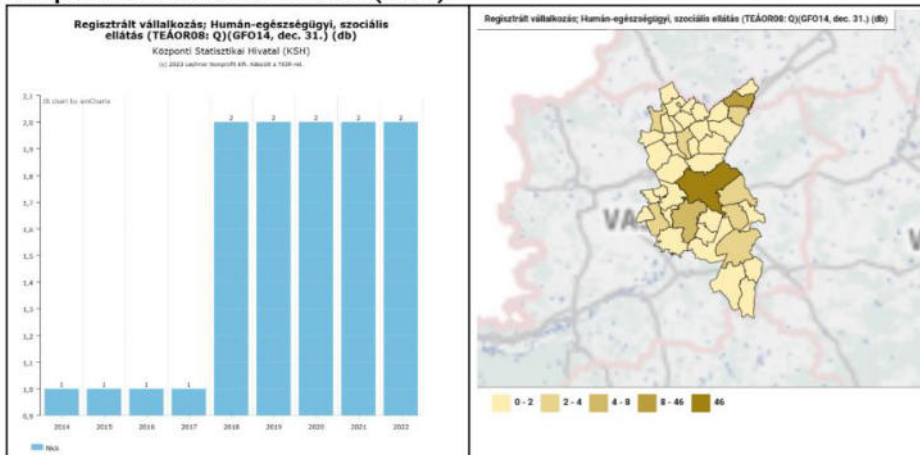 Regisztrált vállalkozás; Humán-egészségügyi, szociális
ellátás (TEÁOR08: Q)(GFO14, dec. 31.) (db)
Központi Statisztikai Hivatal (KSH)
(c) 2023 Lechner Nonprofit Kft. Készült a TEIR-rel.
(JS chart by amCharts
2,1
2,0
1,9
1,8
1,7
1,6
1,5
1,4
1,3
1,2
1,1
1,0
0,9
1 1 1 1 2 2 2 2 2
2014 2015 2016 2017 2018 2019 2020 2021 2022
Regisztrált vállalkozás; Humán-egészségügyi, szociális ellátás (TEÁOR08: Q)(GFO14, dec. 31.) (db)
VA
V
0 - 2 2 - 4 4 - 8 8 - 46 46